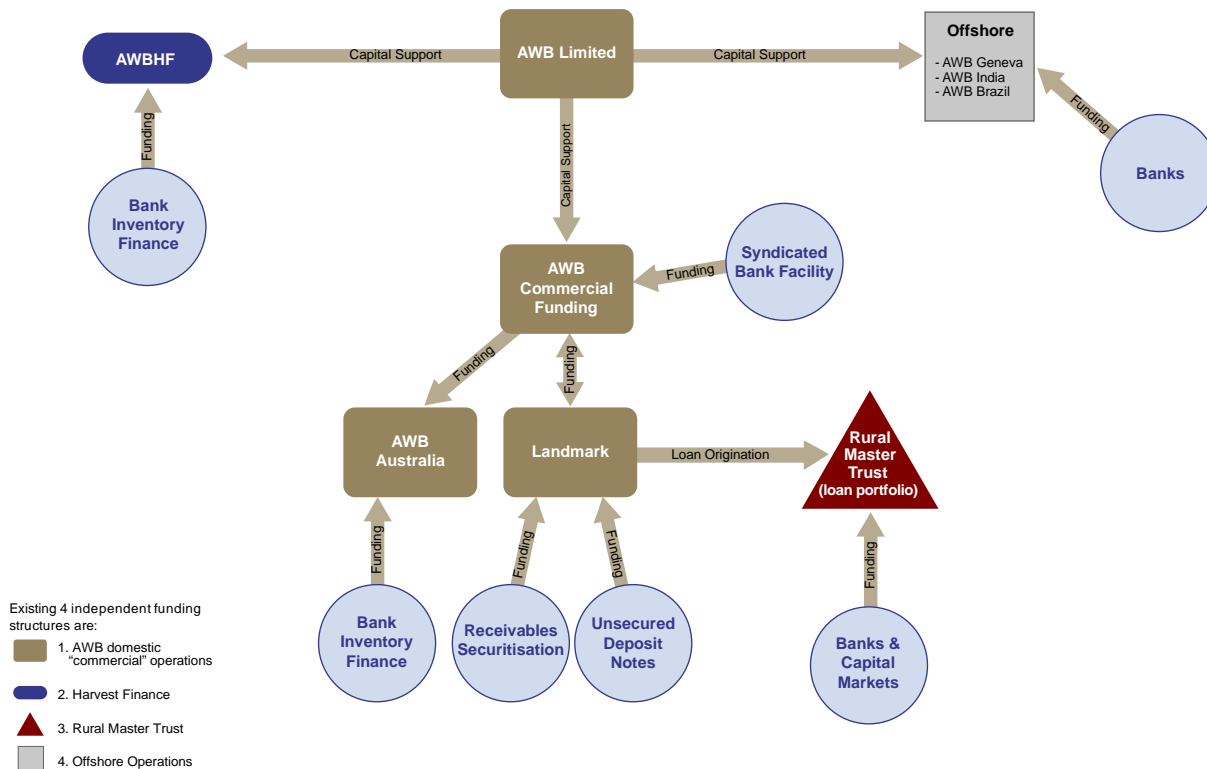 AWBHF
Capital Support
AWB Limited
Capital Support
Offshore
- AWB Geneva
- AWB India
- AWB Brazil
Funding
Banks
Funding
Bank
Inventory
Finance
Capital Support
AWB
Commercial
Funding
Funding
Syndicated
Bank Facility
Funding
Funding
AWB
Australia
Landmark
Loan Origination
Rural
Master
Trust
(loan portfolio)
Funding
Funding
Funding
Funding
Bank
Inventory
Finance
Receivables
Securitisation
Unsecured
Deposit
Notes
Banks &
Capital
Markets
Existing 4 independent funding
structures are:
1. AWB domestic
"commercial" operations
2. Harvest Finance
3. Rural Master Trust
4. Offshore Operations